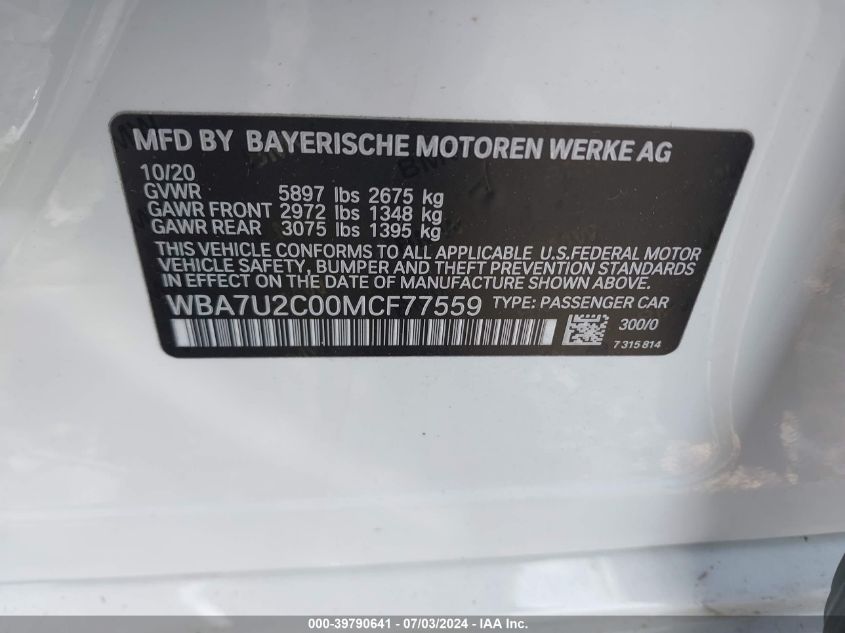 MFD BY BAYERISCHE MOTOREN WERKE AG
10/20
GVWR 5897 lbs 2675 kg
GAWR FRONT 2972 lbs 1348 kg
GAWR REAR 3075 lbs 1395 kg
THIS VEHICLE CONFORMS TO ALL APPLICABLE U.S.FEDERAL MOTOR
VEHICLE SAFETY, BUMPER AND THEFT PREVENTION STANDARDS
IN EFFECT ON THE DATE OF MANUFACTURE SHOWN ABOVE.
WBA7U2C00MCF77559 TYPE: PASSENGER CAR
300/0
7 315 814
000-39790641 - 07/03/2024 - IAA Inc.